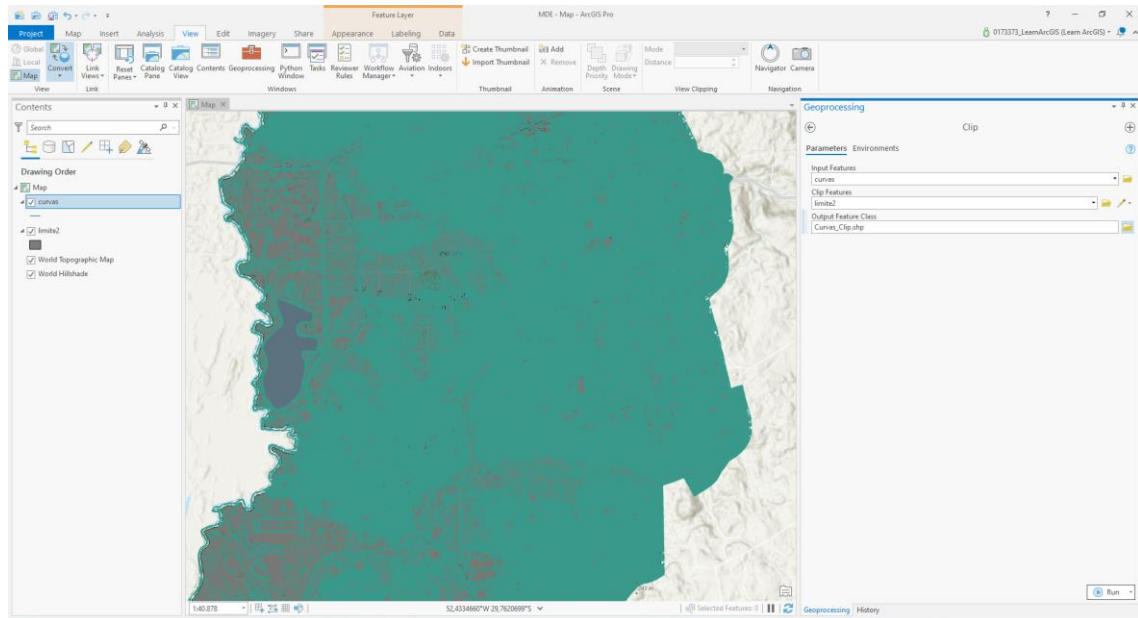 Feature Layer
MDE - Map - ArcGIS Pro
?
Project Map Insert Analysis View Edit Imagery Share Appearance Labeling Data
0173373_LearnArcGIS (Learn ArcGIS)
Global
Local
Map
Convert
Link Views
Reset Panes
Catalog Pane
Catalog View
Contents
Geoprocessing
Python Window
Tasks
Reviewer Rules
Workflow Manager
Aviation
Indoors
Create Thumbnail
Import Thumbnail
Add
Remove
Depth Priority
Drawing Mode
Mode
Distance
Navigator
Camera
View Link Windows Thumbnail Animation Scene View Clipping Navigation
Contents
Search
Drawing Order
Map
curvas
limite2
World Topographic Map
World Hillshade
Map
1:40.878
52,4334660°W 29,7620699°S
Selected Features: 0
Geoprocessing
Clip
Parameters Environments
Input Features
curvas
Clip Features
limite2
Output Feature Class
Curvas_Clip.shp
Run
Geoprocessing History